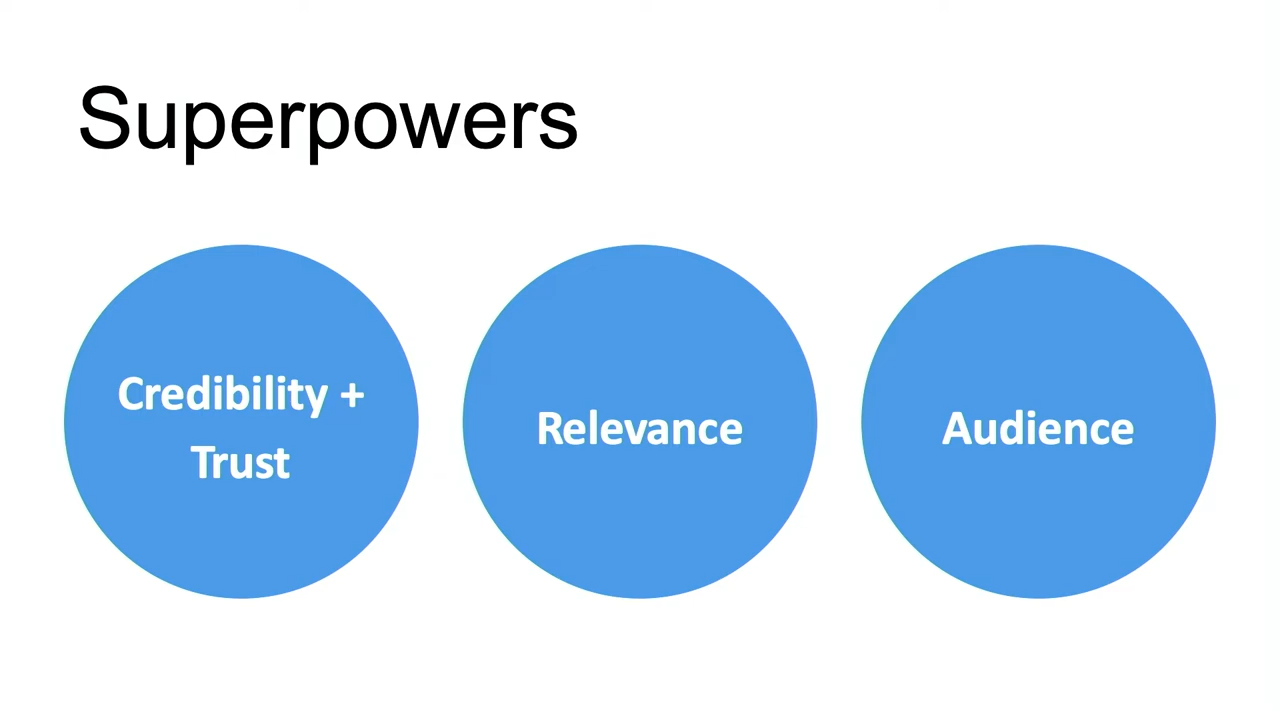 Superpowers
Credibility +
Trust
Relevance
Audience